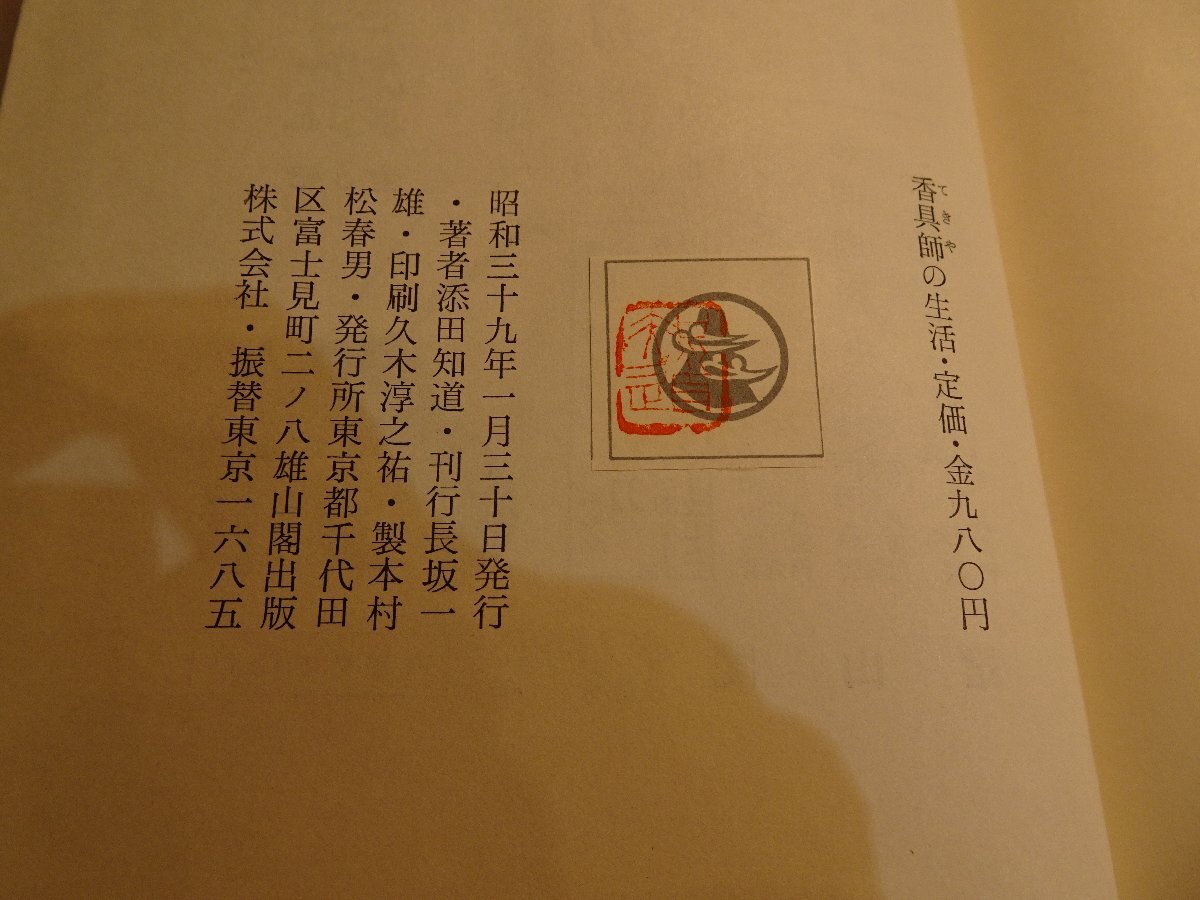 香具師の生活・定価・金九八〇円
てきや
昭和三十九年一月三十日発行
・著者添田知道・刊行長坂一
雄・印刷久木淳之祐・製本村
松春男・発行所東京都千代田
区富士見町二ノ八雄山閣出版
株式会社・振替東京一六八五